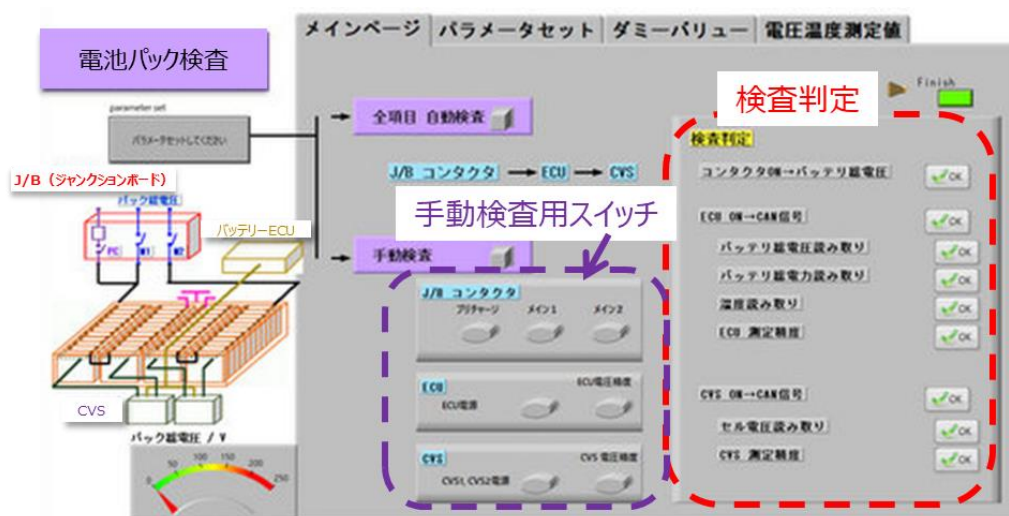 メインページ
パラメータセット
ダミーバリュー
電圧温度測定値
電池パック検査
parameter set
パラメータセットしてください
全項目 自動検査
J/B コンタクタ → ECU → CVS
手動検査用スイッチ
手動検査
J/B（ジャンクションボード）
パック総電圧
PC
M1
M2
バッテリーECU
CVS
パック総電圧 / V
0
50
100
150
200
250
J/B コンタクタ
プリチャージ
メイン1
メイン2
ECU
ECU電源
ECU電圧精度
CVS
CVS1, CVS2電源
CVS 電圧精度
Finish
検査判定
検査判定
コンタクタON→バッテリ総電圧
OK
ECU ON→CAN信号
OK
バッテリ総電圧読み取り
OK
バッテリ総電力読み取り
OK
温度読み取り
OK
ECU 測定精度
OK
CVS ON→CAN信号
OK
セル電圧読み取り
OK
CVS 測定精度
OK